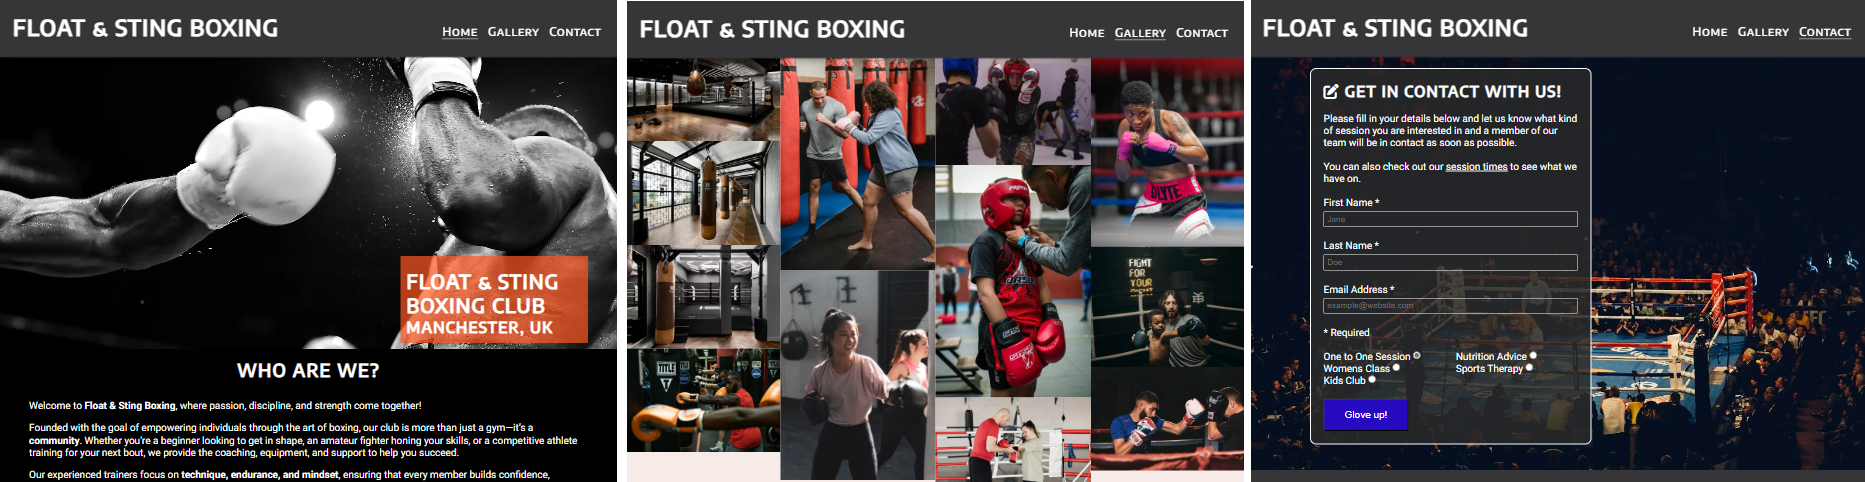 FLOAT & STING BOXING
HOME GALLERY CONTACT
FLOAT & STING
BOXING CLUB
MANCHESTER, UK
WHO ARE WE?
Welcome to Float & Sting Boxing, where passion, discipline, and strength come together!
Founded with the goal of empowering individuals through the art of boxing, our club is more than just a gym—it's a
community. Whether you're a beginner looking to get in shape, an amateur fighter honing your skills, or a competitive athlete
training for your next bout, we provide the coaching, equipment, and support to help you succeed.
Our experienced trainers focus on technique, endurance, and mindset, ensuring that every member builds confidence,
FLOAT & STING BOXING
HOME GALLERY CONTACT
FIGHT
FOR
YOUR
TITLE
TITLE
FLOAT & STING BOXING
HOME GALLERY CONTACT
GET IN CONTACT WITH US!
Please fill in your details below and let us know what kind
of session you are interested in and a member of our
team will be in contact as soon as possible.
You can also check out our session times to see what we
have on.
First Name *
Jane
Last Name *
Doe
Email Address *
example@website.com
* Required
One to One Session Nutrition Advice
Womens Class Sports Therapy
Kids Club
Glove up!